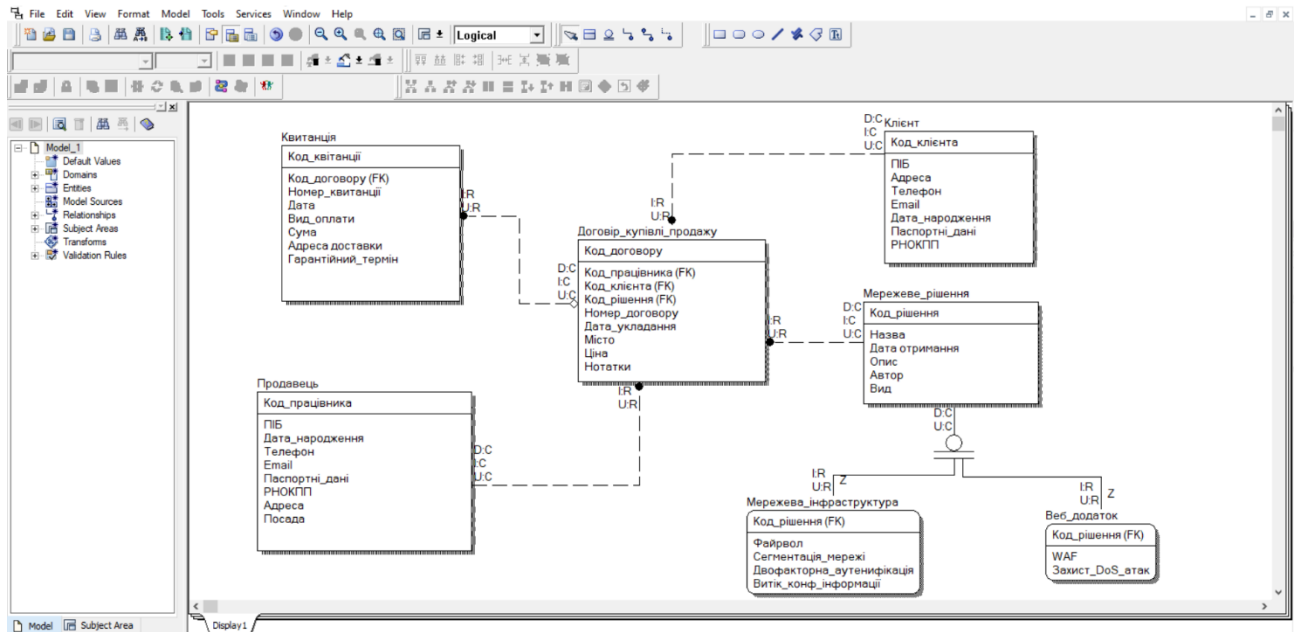 File Edit View Format Model Tools Services Window Help
Logical
Model_1
Default Values
Domains
Entities
Model Sources
Relationships
Subject Areas
Transforms
Validation Rules
Model Subject Area
Display1
Квитанція
Код_квітанції
Код_договору (FK)
Номер_квитанції
Дата
Вид_оплати
Сума
Адреса доставки
Гарантійний_термін
I:R
U:R
D:C
I:C
U:C
Клієнт
Код_клієнта
ПІБ
Адреса
Телефон
Email
Дата_народження
Паспортні_дані
РНОКПП
I:R
U:R
Договір_купівлі_продажу
Код_договору
Код_працівника (FK)
Код_клієнта (FK)
Код_рішення (FK)
Номер_договору
Дата_укладання
Місто
Ціна
Нотатки
D:C
I:C
U:C
I:R
U:R
I:R
U:R
Мережеве_рішення
D:C
I:C
U:C
Код_рішення
Назва
Дата отримання
Опис
Автор
Вид
D:C
U:C
Продавець
Код_працівника
ПІБ
Дата_народження
Телефон
Email
Паспортні_дані
РНОКПП
Адреса
Посада
D:C
I:C
U:C
I:R
U:R Z
Мережева_інфраструктура
Код_рішення (FK)
Файрвол
Сегментація_мережі
Двофакторна_аутенифікація
Витік_конф_інформації
I:R
U:R Z
Веб_додаток
Код_рішення (FK)
WAF
Захист_DoS_атак